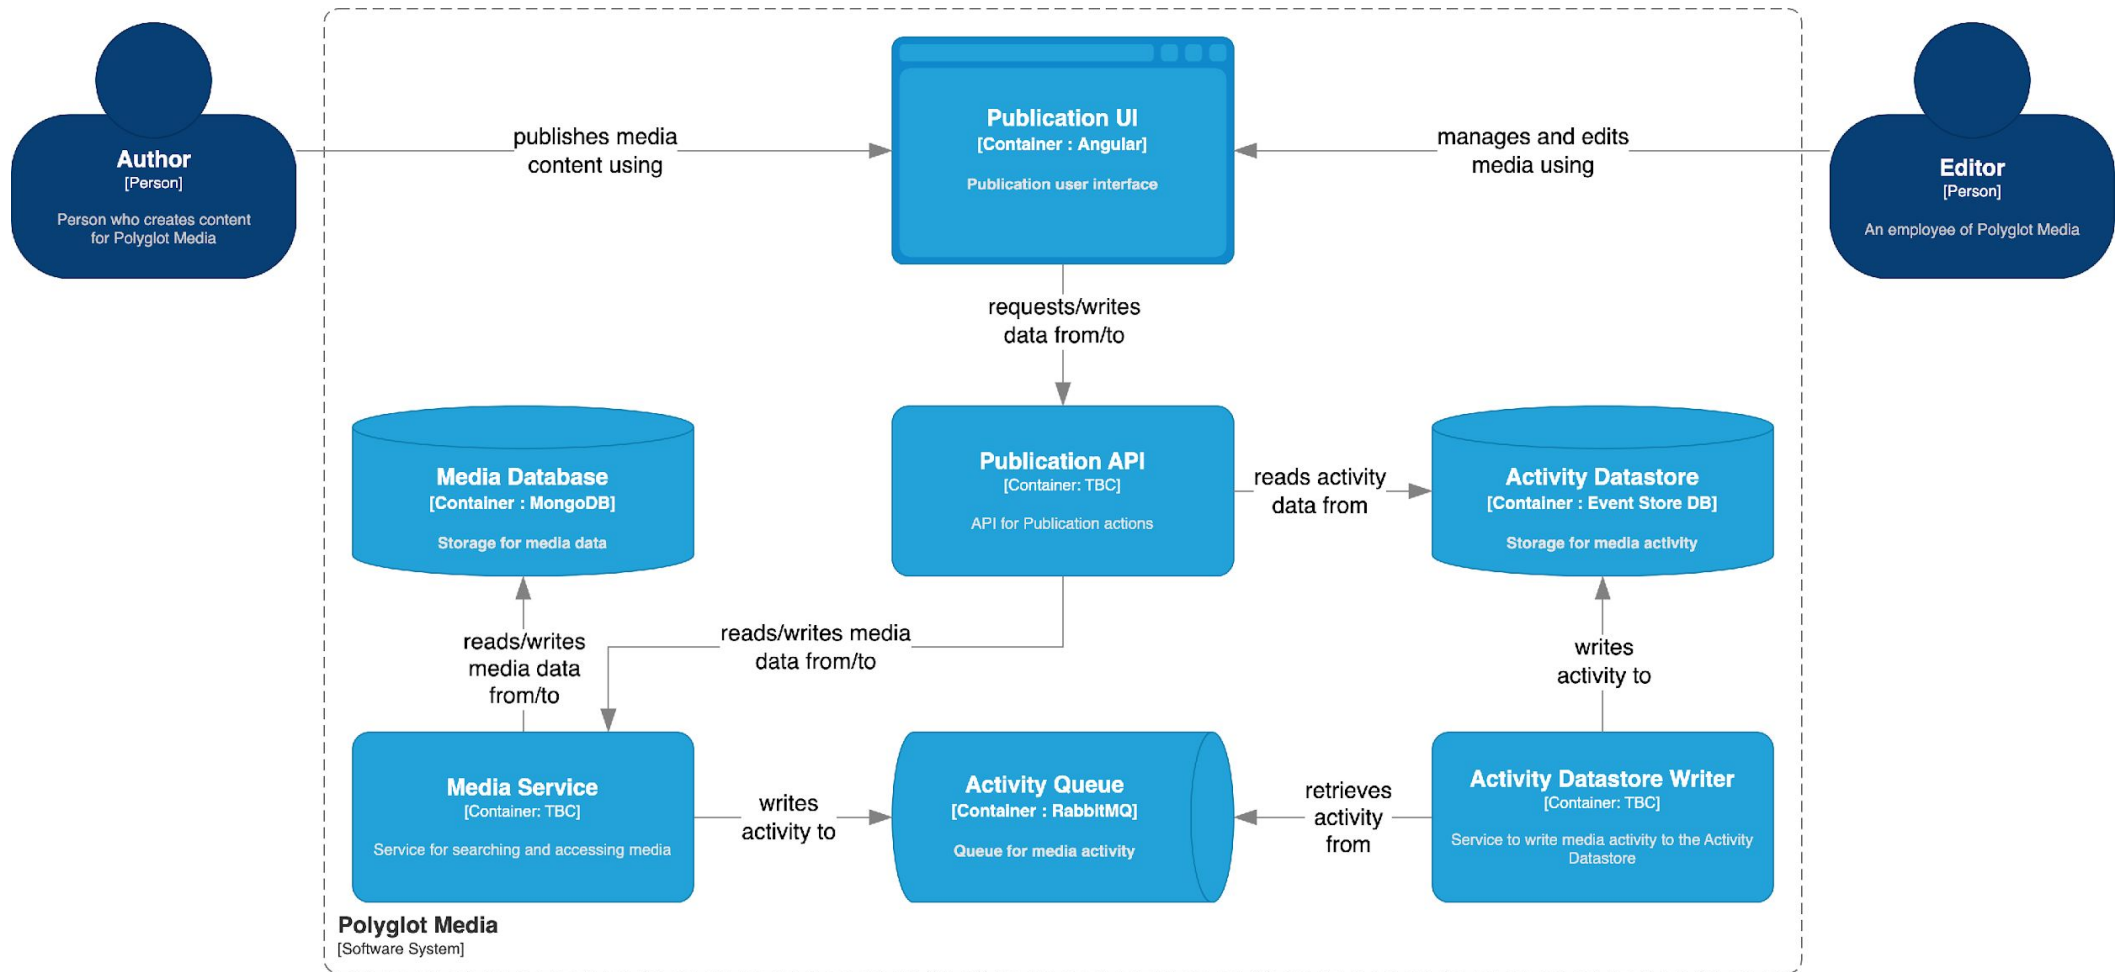 Author
[Person]
Person who creates content
for Polyglot Media
publishes media
content using
Publication UI
[Container : Angular]
Publication user interface
manages and edits
media using
Editor
[Person]
An employee of Polyglot Media
requests/writes
data from/to
Media Database
[Container : MongoDB]
Storage for media data
Publication API
[Container: TBC]
API for Publication actions
reads activity
data from
Activity Datastore
[Container : Event Store DB]
Storage for media activity
reads/writes
media data
from/to
reads/writes media
data from/to
writes
activity to
Media Service
[Container: TBC]
Service for searching and accessing media
writes
activity to
Activity Queue
[Container : RabbitMQ]
Queue for media activity
retrieves
activity
from
Activity Datastore Writer
[Container: TBC]
Service to write media activity to the Activity
Datastore
Polyglot Media
[Software System]